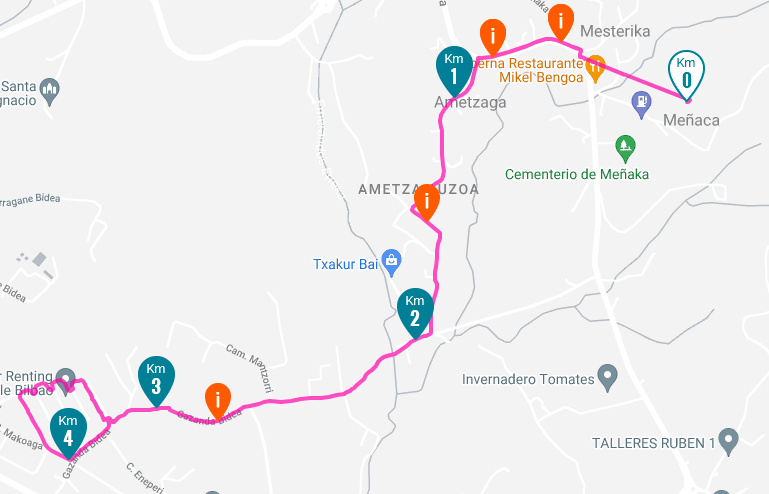 i
i
Mesterika
Km
1
erna Restaurante
Mikel Bengoa
Km
0
Santa
gnacio
Ametzaga
Meñaca
Cementerio de Meñaka
AMETZA
UZOA
i
rragane Bidea
Txakur Bai
Bidea
Km
2
Cam. Mantzorri
Km
3
i
r Renting
le Bilbao
Invernadero Tomates
Gazanda Bidea
Km
4
Makoaga
Gazanda Bidea
TALLERES RUBEN 1
C. Eneperi